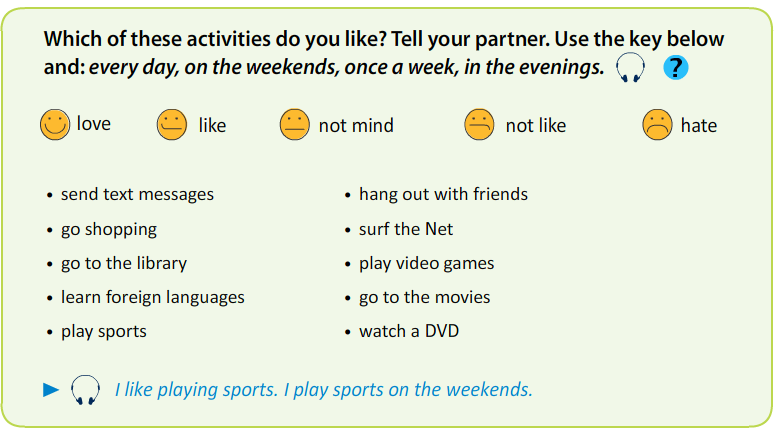 Which of these activities do you like? Tell your partner. Use the key below
and: every day, on the weekends, once a week, in the evenings. ?
love like not mind not like hate
• send text messages
• go shopping
• go to the library
• learn foreign languages
• play sports
• hang out with friends
• surf the Net
• play video games
• go to the movies
• watch a DVD
I like playing sports. I play sports on the weekends.